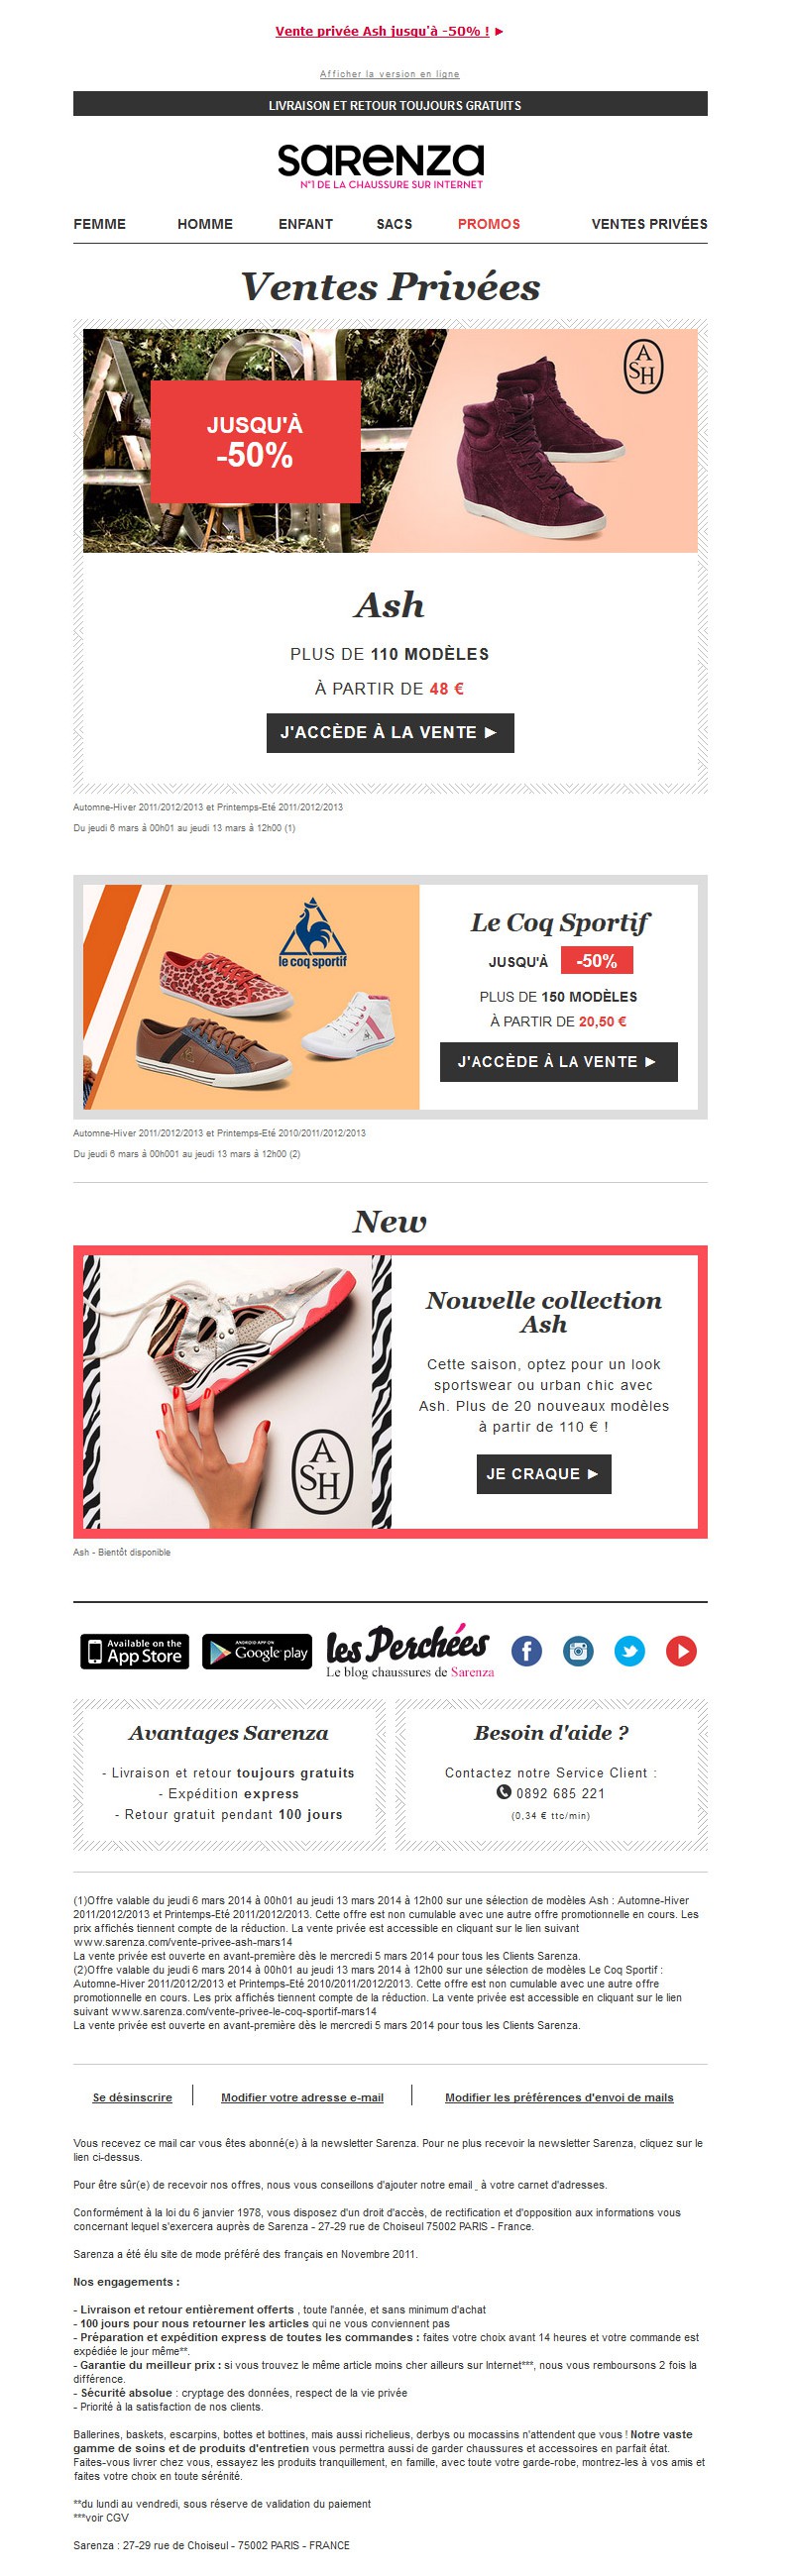 Vente privée Ash jusqu'à -50% ! ►
Afficher la version en ligne
LIVRAISON ET RETOUR TOUJOURS GRATUITS
sarenza
N°1 DE LA CHAUSSURE SUR INTERNET
FEMME HOMME ENFANT SACS PROMOS VENTES PRIVÉES
Ventes Privées
ASH
JUSQU'À
-50%
Ash
PLUS DE 110 MODÈLES
À PARTIR DE 48 €
J'ACCÈDE À LA VENTE ►
Automne-Hiver 2011/2012/2013 et Printemps-Eté 2011/2012/2013
Du jeudi 6 mars à 00h01 au jeudi 13 mars à 12h00 (1)
le coq sportif
Le Coq Sportif
JUSQU'À -50%
PLUS DE 150 MODÈLES
À PARTIR DE 20,50 €
J'ACCÈDE À LA VENTE ►
Automne-Hiver 2011/2012/2013 et Printemps-Eté 2010/2011/2012/2013
Du jeudi 6 mars à 00h001 au jeudi 13 mars à 12h00 (2)
New
ASH
Nouvelle collection
Ash
Cette saison, optez pour un look
sportswear ou urban chic avec
Ash. Plus de 20 nouveaux modèles
à partir de 110 € !
JE CRAQUE ►
Ash - Bientôt disponible
Available on the
App Store
ANDROID APP ON
Google play
les Perchées
Le blog chaussures de Sarenza
Avantages Sarenza
- Livraison et retour toujours gratuits
- Expédition express
- Retour gratuit pendant 100 jours
Besoin d'aide ?
Contactez notre Service Client :
0892 685 221
(0,34 € ttc/min)
(1)Offre valable du jeudi 6 mars 2014 à 00h01 au jeudi 13 mars 2014 à 12h00 sur une sélection de modèles Ash : Automne-Hiver
2011/2012/2013 et Printemps-Eté 2011/2012/2013. Cette offre est non cumulable avec une autre offre promotionnelle en cours. Les
prix affichés tiennent compte de la réduction. La vente privée est accessible en cliquant sur le lien suivant
www.sarenza.com/vente-privee-ash-mars14
La vente privée est ouverte en avant-première dès le mercredi 5 mars 2014 pour tous les Clients Sarenza.
(2)Offre valable du jeudi 6 mars 2014 à 00h01 au jeudi 13 mars 2014 à 12h00 sur une sélection de modèles Le Coq Sportif :
Automne-Hiver 2011/2012/2013 et Printemps-Eté 2010/2011/2012/2013. Cette offre est non cumulable avec une autre offre
promotionnelle en cours. Les prix affichés tiennent compte de la réduction. La vente privée est accessible en cliquant sur le lien
suivant www.sarenza.com/vente-privee-le-coq-sportif-mars14
La vente privée est ouverte en avant-première dès le mercredi 5 mars 2014 pour tous les Clients Sarenza.
Se désinscrire | Modifier votre adresse e-mail | Modifier les préférences d'envoi de mails
Vous recevez ce mail car vous êtes abonné(e) à la newsletter Sarenza. Pour ne plus recevoir la newsletter Sarenza, cliquez sur le
lien ci-dessus.
Pour être sûr(e) de recevoir nos offres, nous vous conseillons d'ajouter notre email , à votre carnet d'adresses.
Conformément à la loi du 6 janvier 1978, vous disposez d'un droit d'accès, de rectification et d'opposition aux informations vous
concernant lequel s'exercera auprès de Sarenza - 27-29 rue de Choiseul 75002 PARIS - France.
Sarenza a été élu site de mode préféré des français en Novembre 2011.
Nos engagements :
- Livraison et retour entièrement offerts , toute l'année, et sans minimum d'achat
- 100 jours pour nous retourner les articles qui ne vous conviennent pas
- Préparation et expédition express de toutes les commandes : faites votre choix avant 14 heures et votre commande est
expédiée le jour même**.
- Garantie du meilleur prix : si vous trouvez le même article moins cher ailleurs sur Internet***, nous vous remboursons 2 fois la
différence.
- Sécurité absolue : cryptage des données, respect de la vie privée
- Priorité à la satisfaction de nos clients.
Ballerines, baskets, escarpins, bottes et bottines, mais aussi richelieus, derbys ou mocassins n'attendent que vous ! Notre vaste
gamme de soins et de produits d'entretien vous permettra aussi de garder chaussures et accessoires en parfait état.
Faites-vous livrer chez vous, essayez les produits tranquillement, en famille, avec toute votre garde-robe, montrez-les à vos amis et
faites votre choix en toute sérénité.
**du lundi au vendredi, sous réserve de validation du paiement
***voir CGV
Sarenza : 27-29 rue de Choiseul - 75002 PARIS - FRANCE